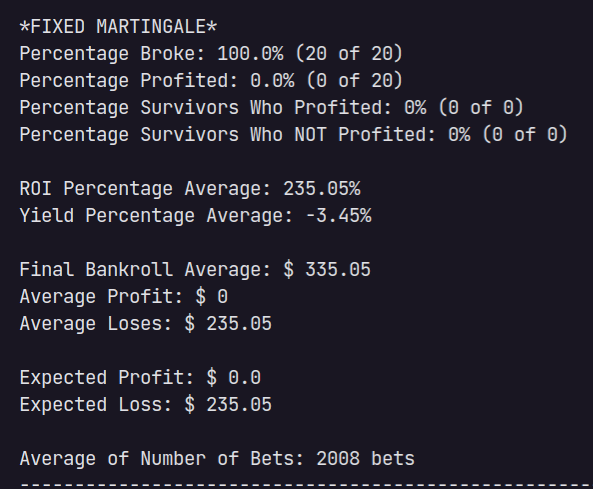 *FIXED MARTINGALE*
Percentage Broke: 100.0% (20 of 20)
Percentage Profited: 0.0% (0 of 20)
Percentage Survivors Who Profited: 0% (0 of 0)
Percentage Survivors Who NOT Profited: 0% (0 of 0)
ROI Percentage Average: 235.05%
Yield Percentage Average: -3.45%
Final Bankroll Average: $ 335.05
Average Profit: $ 0
Average Loses: $ 235.05
Expected Profit: $ 0.0
Expected Loss: $ 235.05
Average of Number of Bets: 2008 bets
----------------------------------------------------